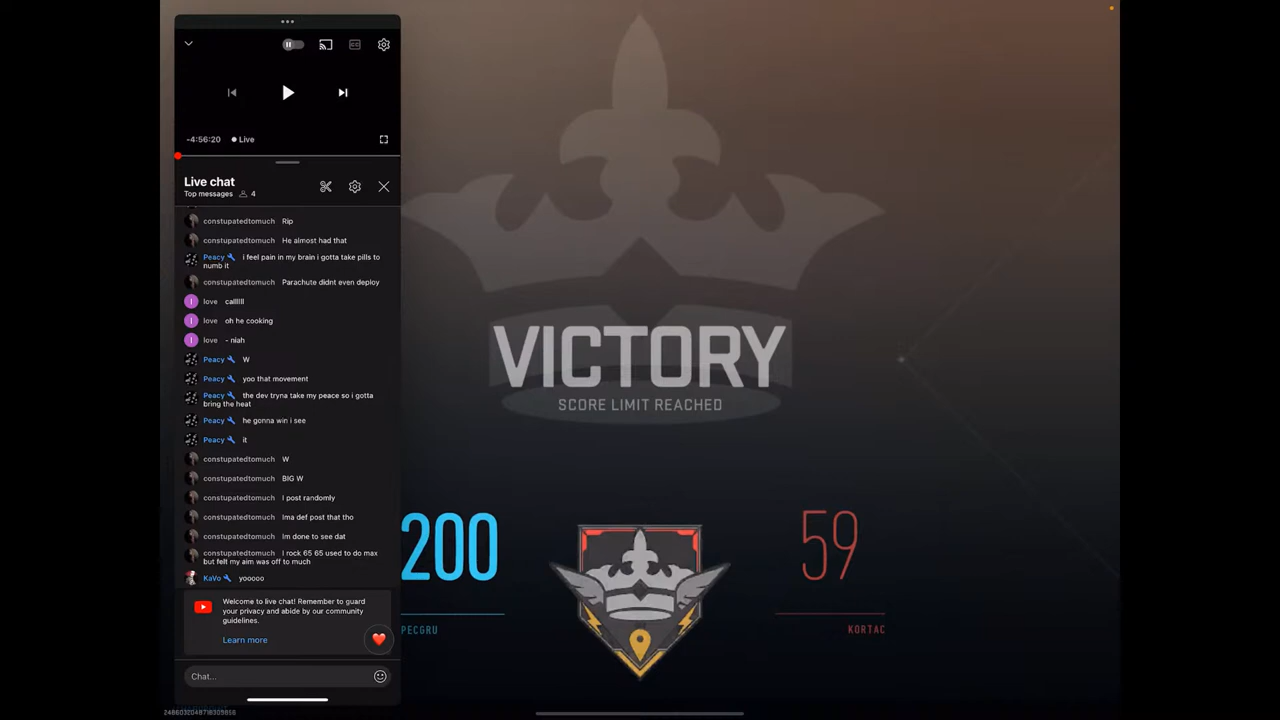 -4:56:20 Live
Live chat
Top messages 4
constupatedtomuch Rip
constupatedtomuch He almost had that
Peacy i feel pain in my brain i gotta take pills to
numb it
constupatedtomuch Parachute didnt even deploy
love callllll
love oh he cooking
love - niah
Peacy W
Peacy yoo that movement
Peacy the dev tryna take my peace so i gotta
bring the heat
Peacy he gonna win i see
Peacy it
constupatedtomuch W
constupatedtomuch BIG W
constupatedtomuch I post randomly
constupatedtomuch Ima def post that tho
constupatedtomuch Im done to see dat
constupatedtomuch I rock 65 65 used to do max
but felt my aim was off to much
KaVo yooooo
Welcome to live chat! Remember to guard
your privacy and abide by our community
guidelines.
Learn more
Chat...
VICTORY
SCORE LIMIT REACHED
200
59
PECGRU
KORTAC